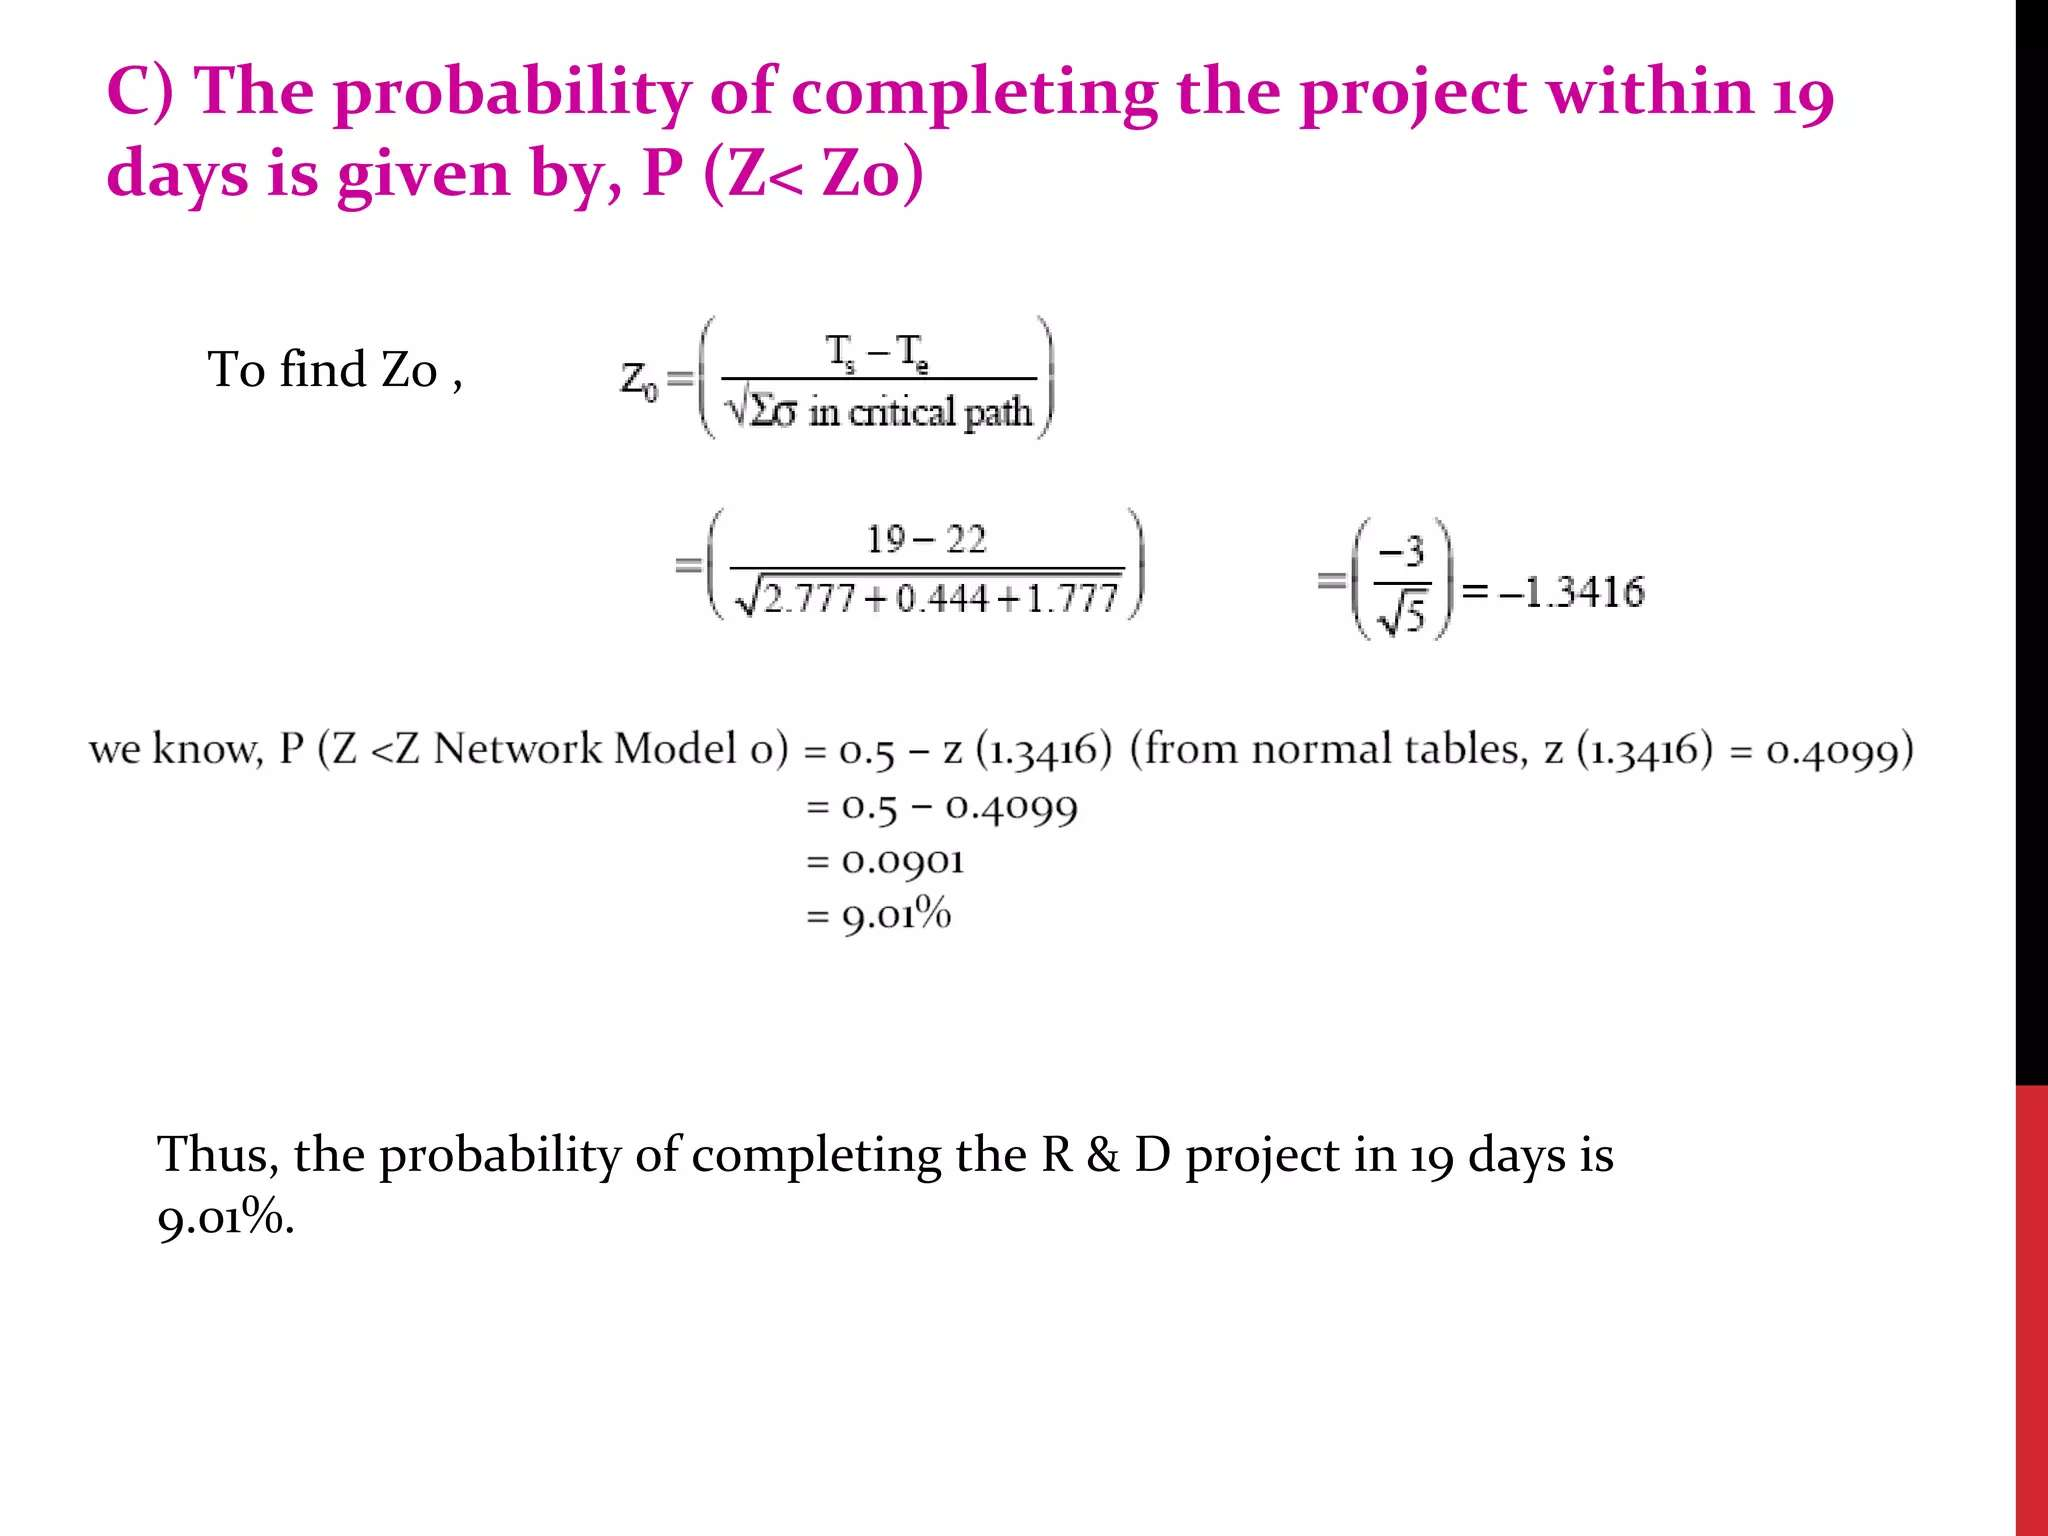 C) The probability of completing the project within 19
days is given by, P (Z< Z0)
To find Z0 ,
Z₀ = ( (Tₛ – Tₑ) / (√Σσ in critical path) )
= ( (19 – 22) / √(2.777 + 0.444 + 1.777) ) = ( –3 / √5 ) = –1.3416
we know, P (Z <Z Network Model 0) = 0.5 – z (1.3416) (from normal tables, z (1.3416) = 0.4099)
= 0.5 – 0.4099
= 0.0901
= 9.01%
Thus, the probability of completing the R & D project in 19 days is
9.01%.